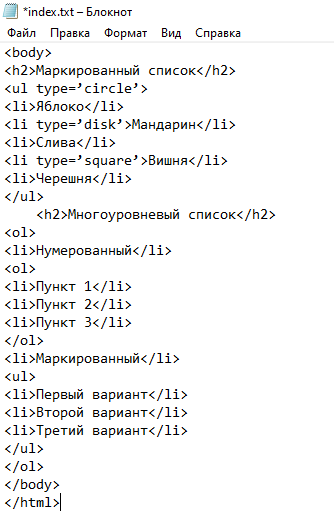 *index.txt – Блокнот
Файл Правка Формат Вид Справка
<body>
<h2>Маркированный список</h2>
<ul type=’circle’>
<li>Яблоко</li>
<li type=’disk’>Мандарин</li>
<li>Слива</li>
<li type=’square’>Вишня</li>
<li>Черешня</li>
</ul>
    <h2>Многоуровневый список</h2>
<ol>
<li>Нумерованный</li>
<ol>
<li>Пункт 1</li>
<li>Пункт 2</li>
<li>Пункт 3</li>
</ol>
<li>Маркированный</li>
<ul>
<li>Первый вариант</li>
<li>Второй вариант</li>
<li>Третий вариант</li>
</ul>
</ol>
</body>
</html>